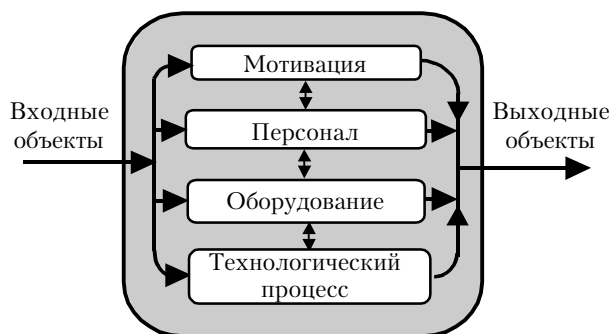 Мотивация
Входные
объекты
Персонал
Выходные
объекты
Оборудование
Технологический
процесс